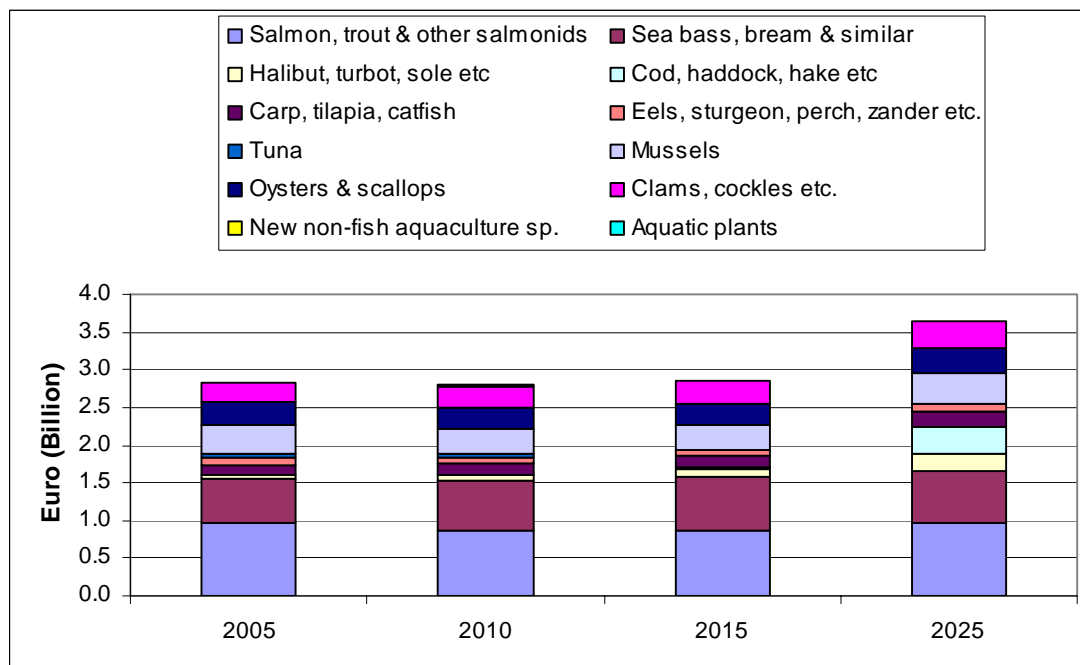 Salmon, trout & other salmonids Sea bass, bream & similar
Halibut, turbot, sole etc Cod, haddock, hake etc
Carp, tilapia, catfish Eels, sturgeon, perch, zander etc.
Tuna Mussels
Oysters & scallops Clams, cockles etc.
New non-fish aquaculture sp. Aquatic plants
Euro (Billion)
4.0
3.5
3.0
2.5
2.0
1.5
1.0
0.5
0.0
2005 2010 2015 2025